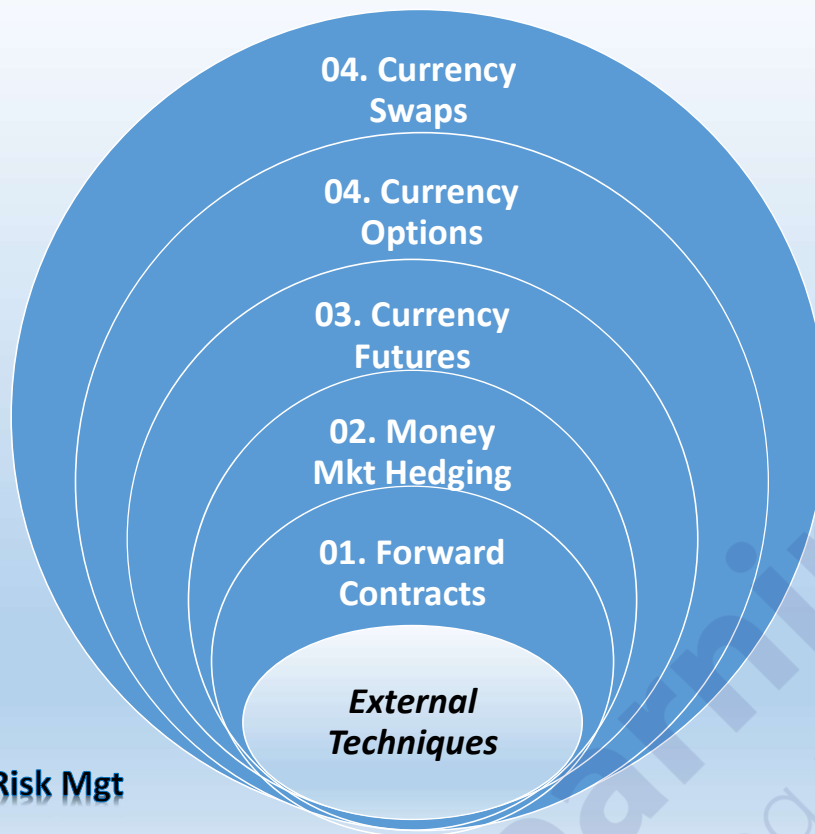 04. Currency
Swaps
04. Currency
Options
03. Currency
Futures
02. Money
Mkt Hedging
01. Forward
Contracts
External
Techniques
Risk Mgt